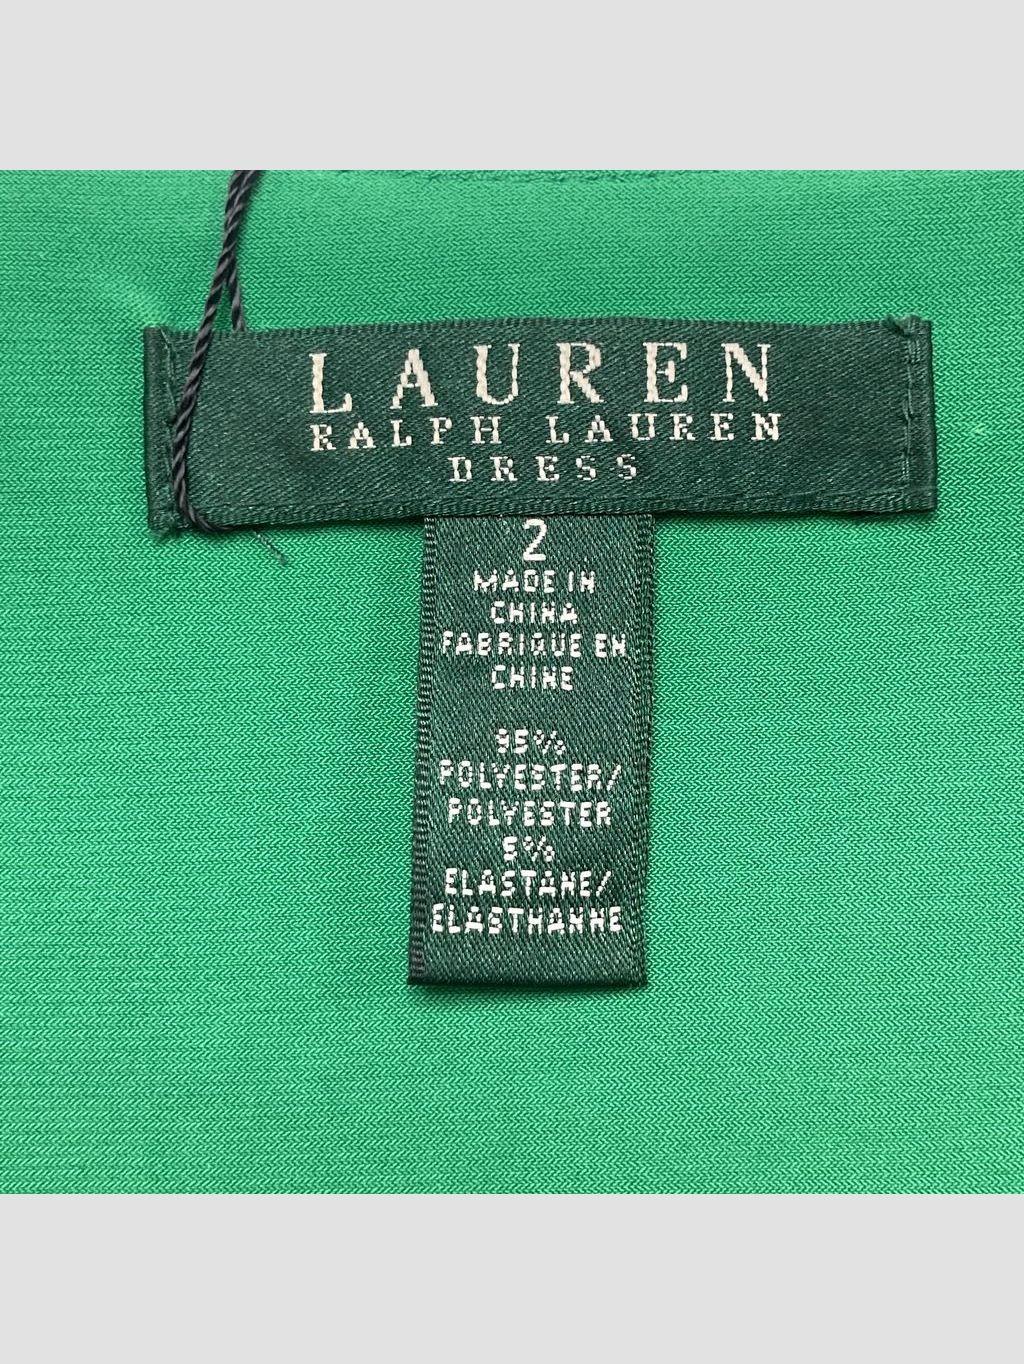 LAUREN
RALPH LAUREN
DRESS
2
MADE IN
CHINA
FABRIQUE EN
CHINE
95%
POLYESTER/
POLYESTER
5%
ELASTANE/
ELASTHANNE